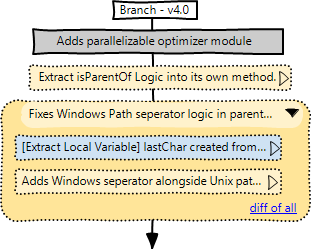 Branch - v4.0
Adds parallelizable optimizer module
Extract isParentOf Logic into its own method.
Fixes Windows Path seperator logic in parent...
[Extract Local Variable] lastChar created from...
Adds Windows seperator alongside Unix pat...
diff of all